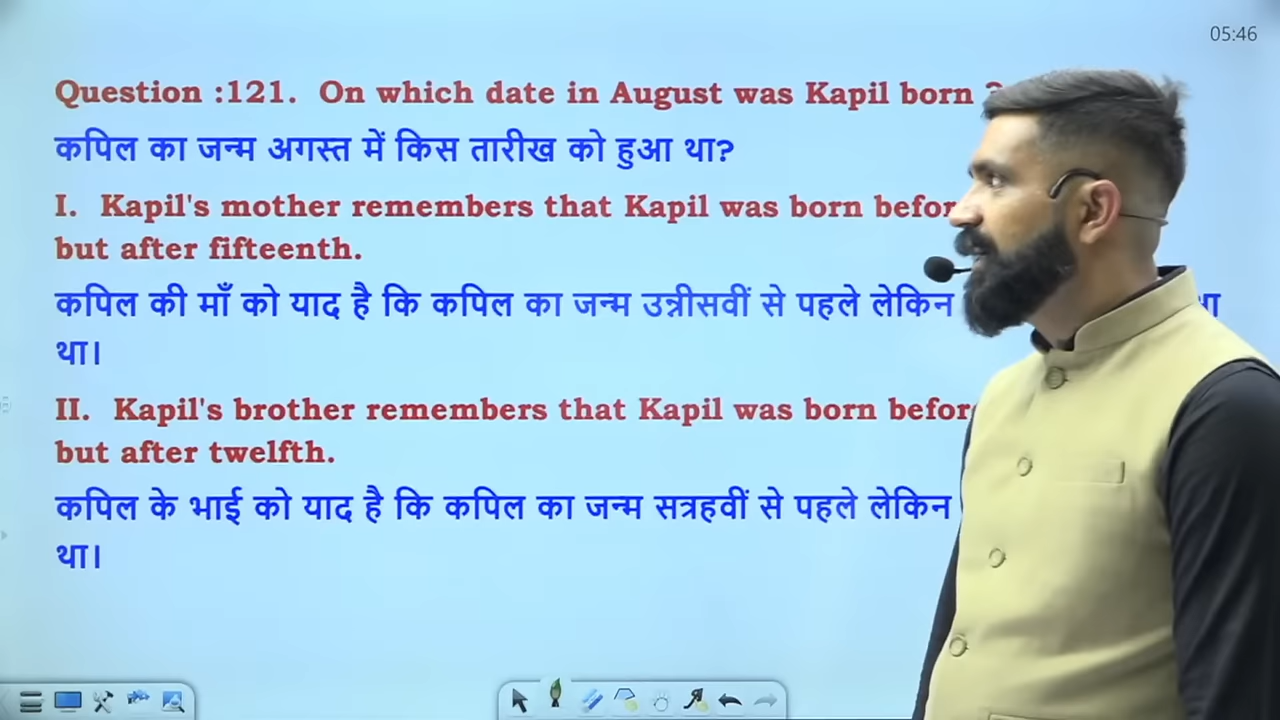 05:46
Question :121. On which date in August was Kapil born ?
कपिल का जन्म अगस्त में किस तारीख को हुआ था?
I. Kapil's mother remembers that Kapil was born
but after fifteenth.
कपिल की माँ को याद है कि कपिल का जन्म उन्नीसवीं से पहले लेकिन
था।
II. Kapil's brother remembers that Kapil was born
but after twelfth.
कपिल के भाई को याद है कि कपिल का जन्म सत्रहवीं से पहले लेकिन
था।